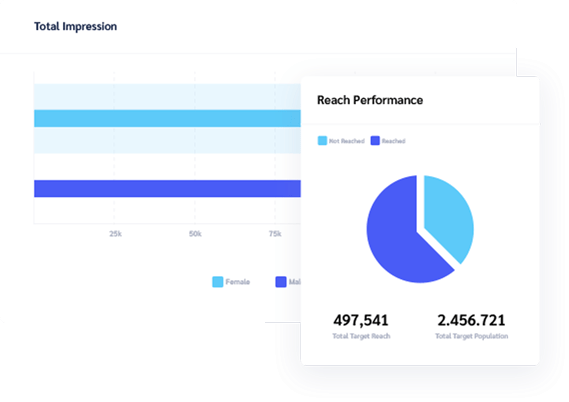 Total Impression
Reach Performance
Not Reached
Reached
25k
50k
75k
Female
Mal
497,541
2.456.721
Total Target Reach
Total Target Population